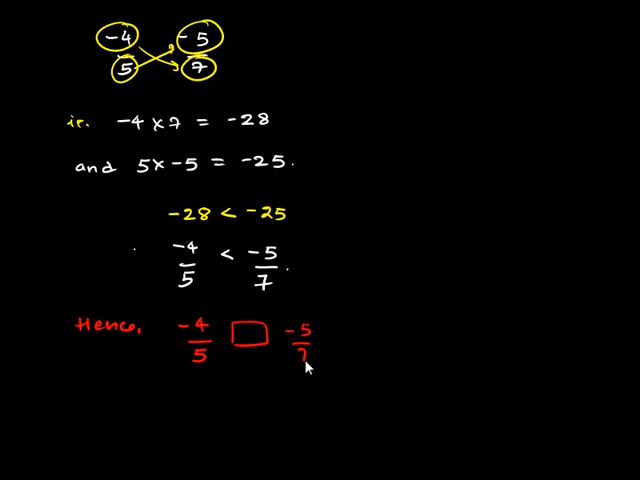 -4 -5
5 7
ie. -4 x 7 = -28
and 5 x -5 = -25.
-28 < -25
-4 < -5
5 7.
Hence, -4 □ -5
5 7